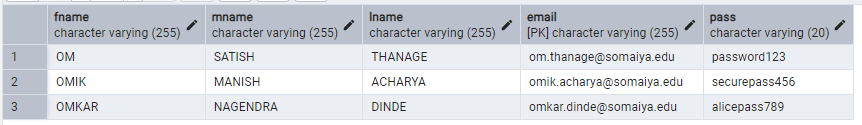 fname mname lname email pass
character varying (255) character varying (255) character varying (255) [PK] character varying (255) character varying (20)
1 OM SATISH THANAGE om.thanage@somaiya.edu password123
2 OMIK MANISH ACHARYA omik.acharya@somaiya.edu securepass456
3 OMKAR NAGENDRA DINDE omkar.dinde@somaiya.edu alicepass789